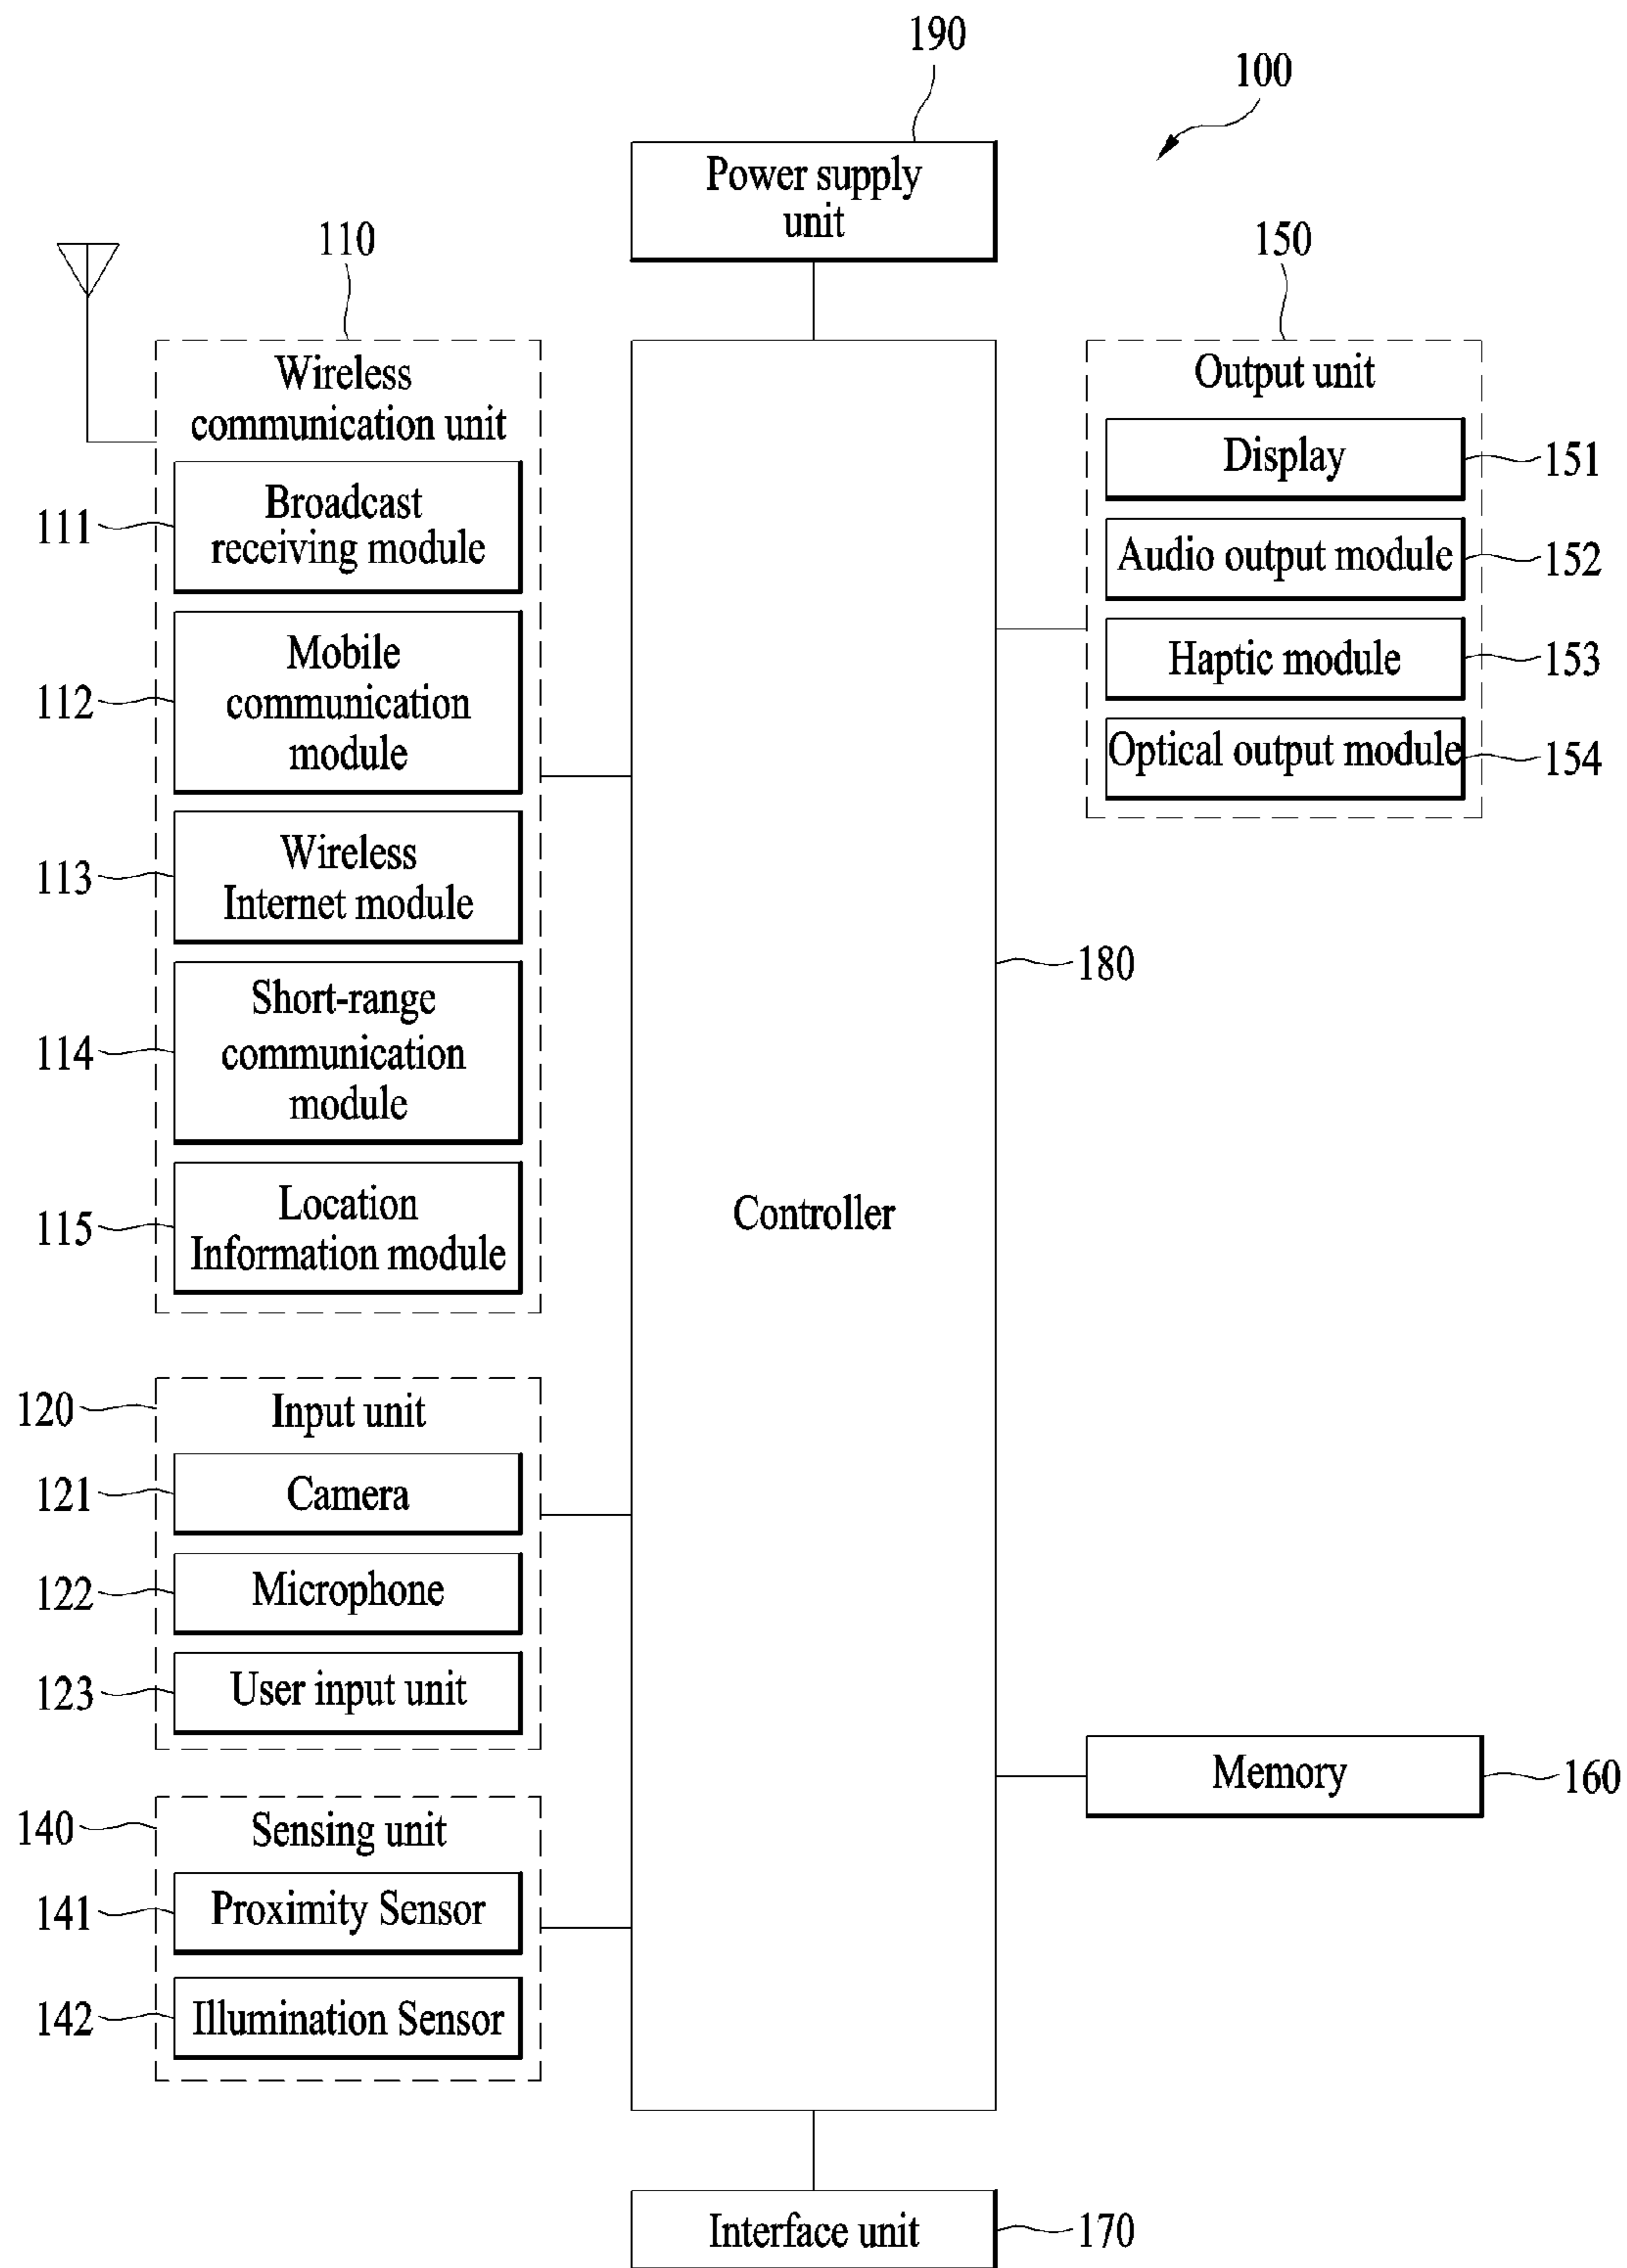 190
100
Power supply
unit
110
150
Wireless
communication unit
111
Broadcast
receiving module
112
Mobile
communication
module
113
Wireless
Internet module
114
Short-range
communication
module
115
Location
Information module
120
Input unit
121
Camera
122
Microphone
123
User input unit
140
Sensing unit
141
Proximity Sensor
142
Illumination Sensor
Controller
180
Output unit
Display
151
Audio output module
152
Haptic module
153
Optical output module
154
Memory
160
Interface unit
170